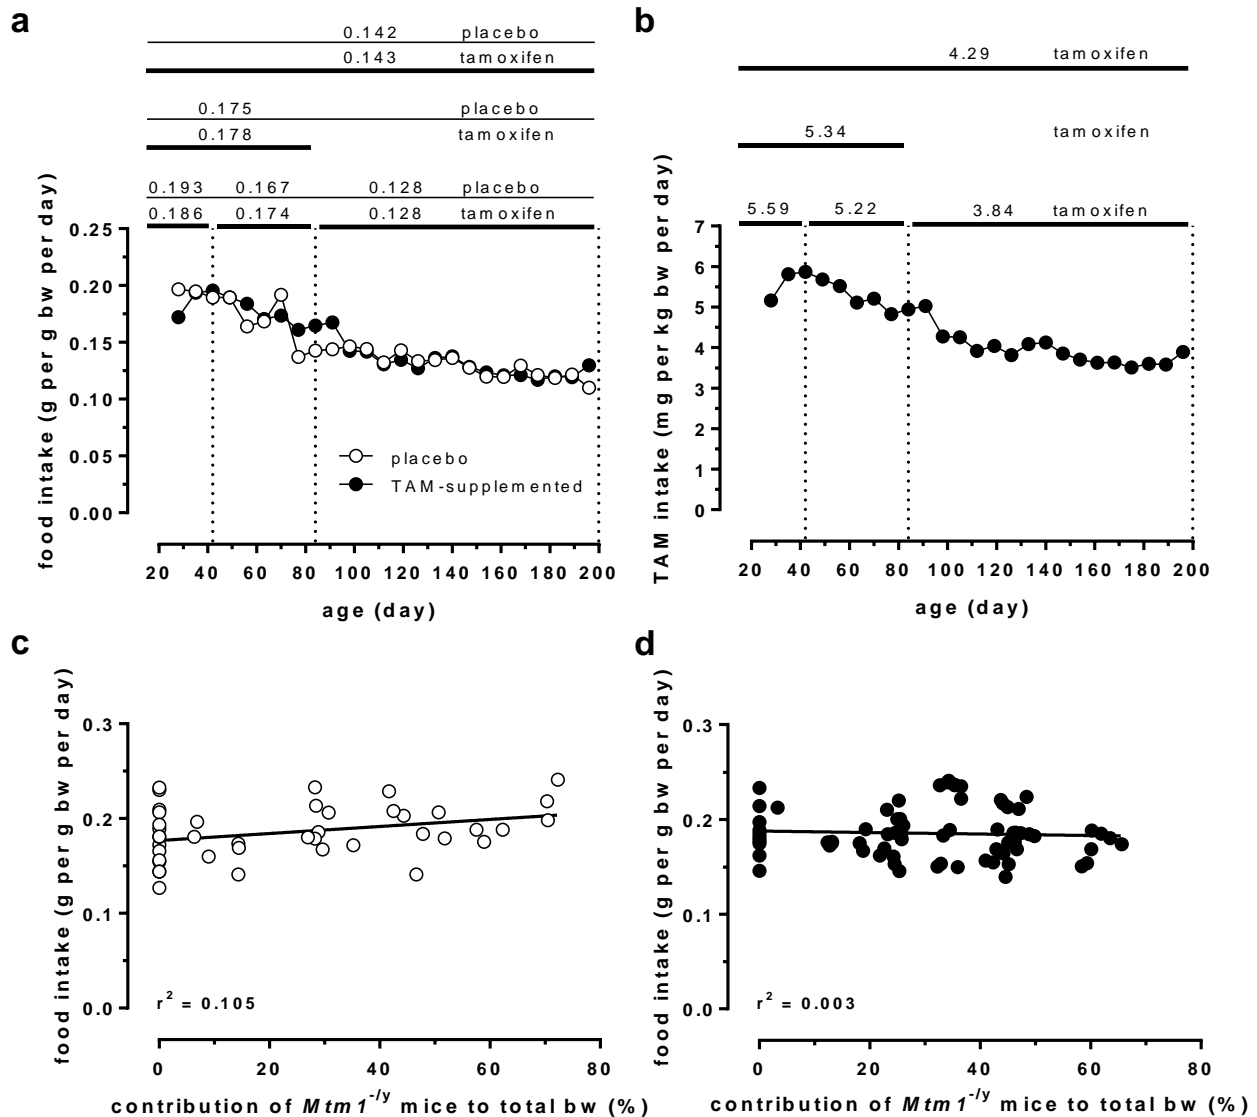 a
0.142 placebo
0.143 tamoxifen
0.175 placebo
0.178 tamoxifen
0.193 0.167 0.128 placebo
0.186 0.174 0.128 tamoxifen
food intake (g per g bw per day)
0.25
0.20
0.15
0.10
0.05
0.00
placebo
TAM-supplemented
20 40 60 80 100 120 140 160 180 200
age (day)
b
4.29 tamoxifen
5.34 tamoxifen
5.59 5.22 3.84 tamoxifen
TAM intake (mg per kg bw per day)
7
6
5
4
3
2
1
0
20 40 60 80 100 120 140 160 180 200
age (day)
c
food intake (g per g bw per day)
0.3
0.2
0.1
0.0
r² = 0.105
0 20 40 60 80
contribution of Mtm1⁻/ʸ mice to total bw (%)
d
food intake (g per g bw per day)
0.3
0.2
0.1
0.0
r² = 0.003
0 20 40 60 80
contribution of Mtm1⁻/ʸ mice to total bw (%)